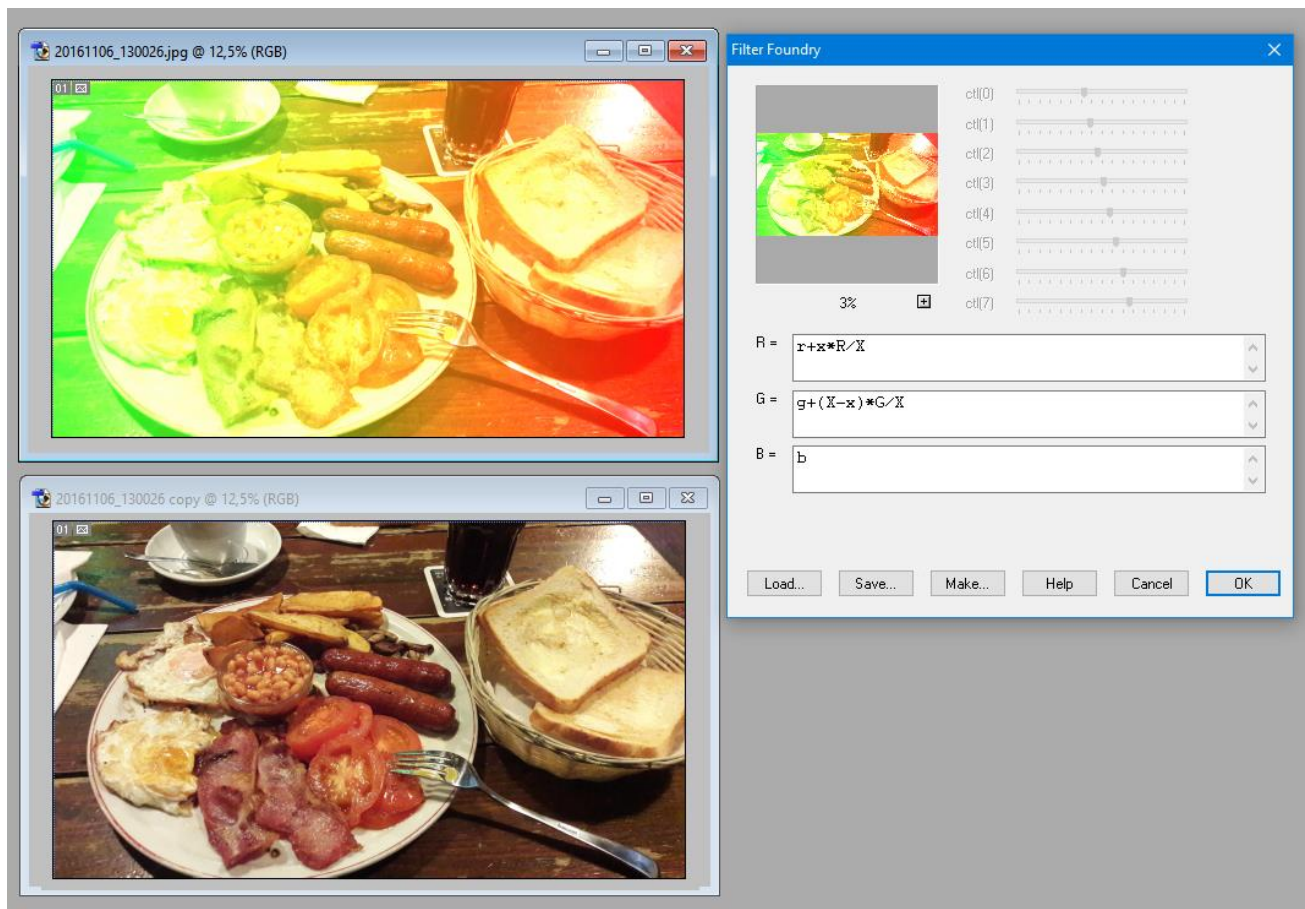 20161106_130026.jpg @ 12,5% (RGB)
01
20161106_130026 copy @ 12,5% (RGB)
01
Filter Foundry
ctl(0)
ctl(1)
ctl(2)
ctl(3)
ctl(4)
ctl(5)
ctl(6)
ctl(7)
3%
R = r+x*R/X
G = g+(X-x)*G/X
B = b
Load... Save... Make... Help Cancel OK